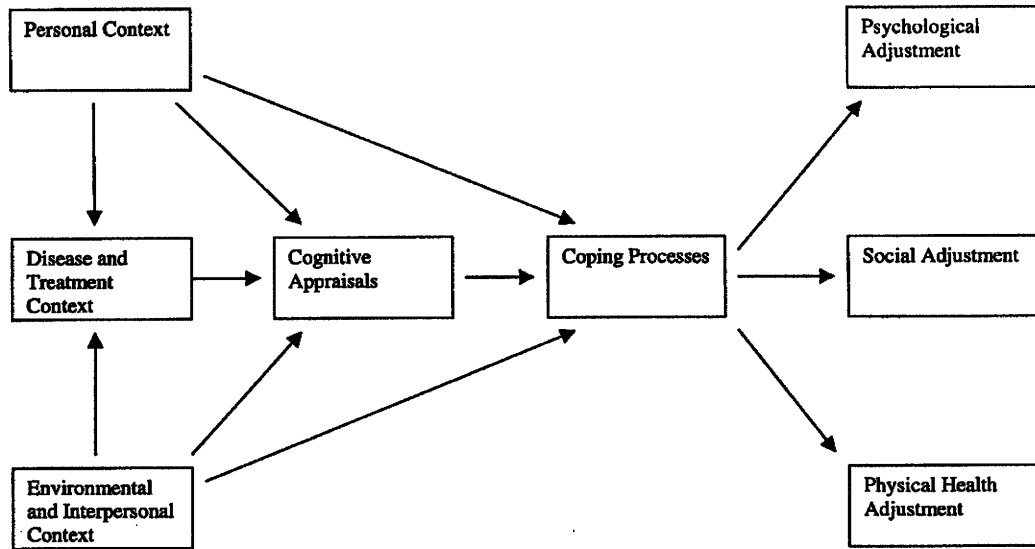 Personal Context
Psychological
Adjustment
Disease and
Treatment
Context
Cognitive
Appraisals
Coping Processes
Social Adjustment
Environmental
and Interpersonal
Context
Physical Health
Adjustment